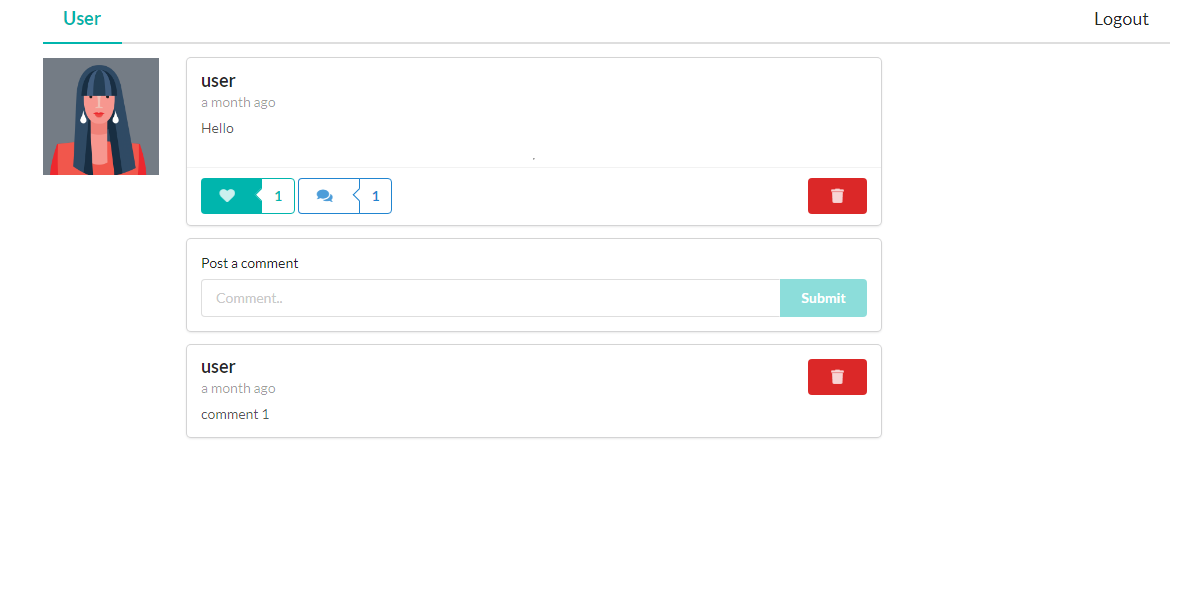 User
Logout
user
a month ago
Hello
1
1
Post a comment
Comment..
Submit
user
a month ago
comment 1